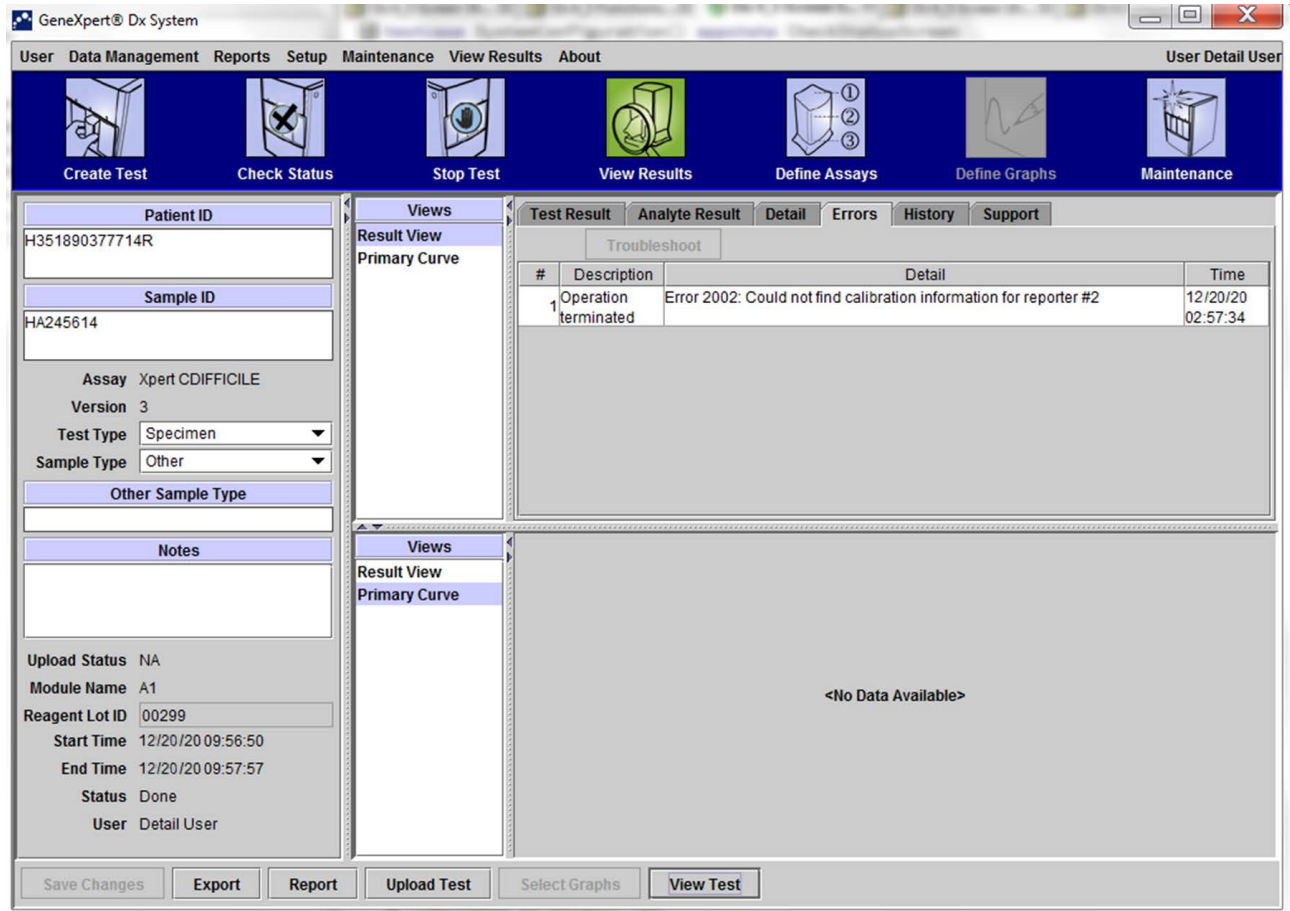 GeneXpert® Dx System
User Data Management Reports Setup Maintenance View Results About User Detail User
Create Test Check Status Stop Test View Results Define Assays Define Graphs Maintenance
① 
②
③
Patient ID
H351890377714R
Sample ID
HA245614
Assay Xpert CDIFFICILE
Version 3
Test Type Specimen
Sample Type Other
Other Sample Type
Notes
Upload Status NA
Module Name A1
Reagent Lot ID 00299
Start Time 12/20/20 09:56:50
End Time 12/20/20 09:57:57
Status Done
User Detail User
Views
Result View
Primary Curve
Test Result Analyte Result Detail Errors History Support
Troubleshoot
# Description Detail Time
1 Operation terminated Error 2002: Could not find calibration information for reporter #2 12/20/20 02:57:34
Views
Result View
Primary Curve
<No Data Available>
Save Changes Export Report Upload Test Select Graphs View Test